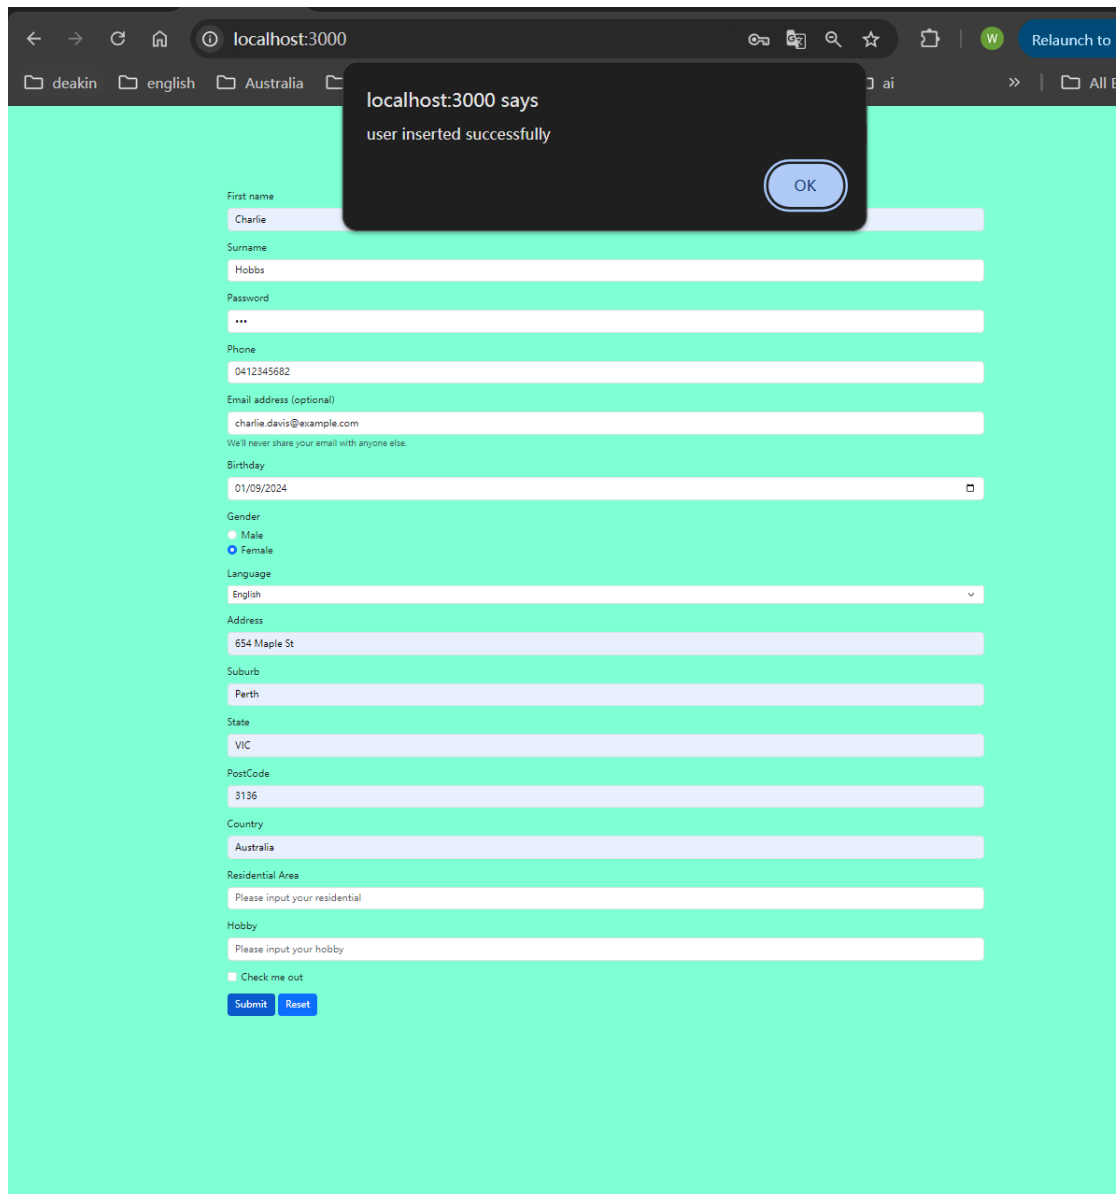 localhost:3000
W
Relaunch to
deakin english Australia ai » All
localhost:3000 says
user inserted successfully
OK
First name
Charlie
Surname
Hobbs
Password
•••
Phone
0412345682
Email address (optional)
charlie.davis@example.com
We'll never share your email with anyone else.
Birthday
01/09/2024
Gender
Male
Female
Language
English
Address
654 Maple St
Suburb
Perth
State
VIC
PostCode
3136
Country
Australia
Residential Area
Please input your residential
Hobby
Please input your hobby
Check me out
Submit Reset